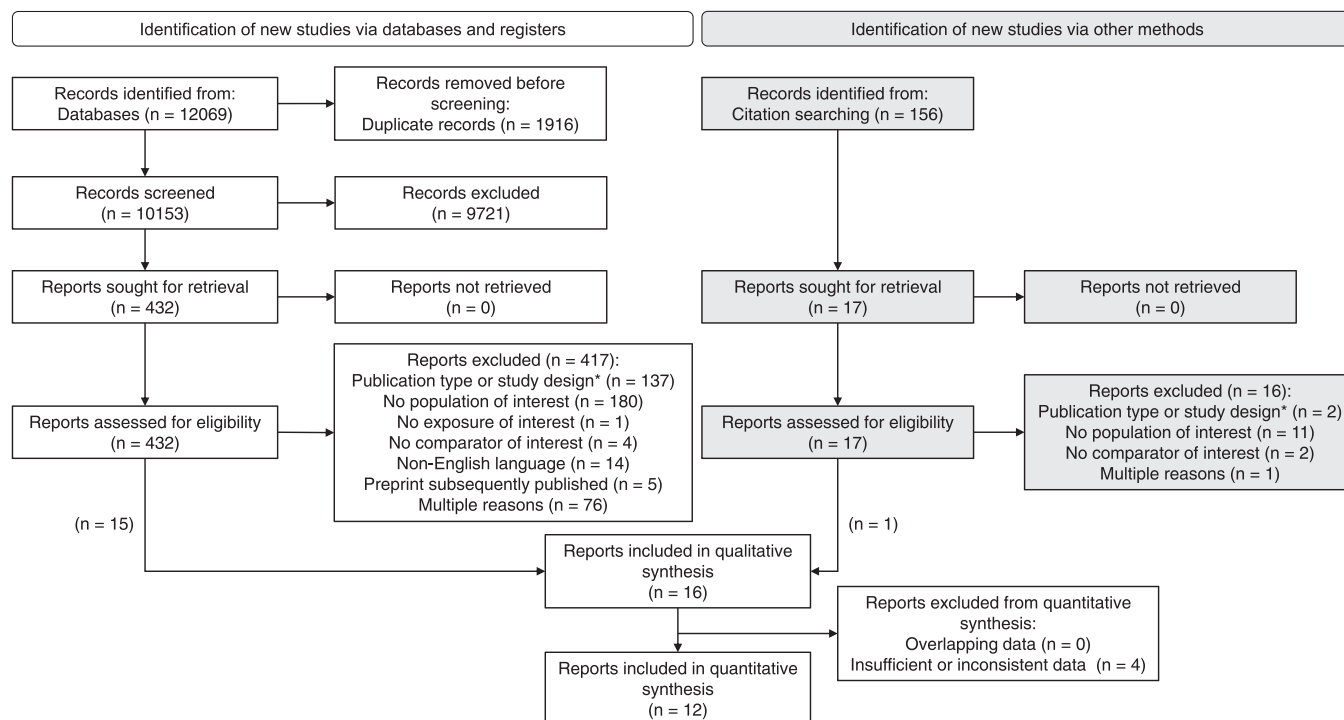 Identification of new studies via databases and registers
Identification of new studies via other methods
Records identified from:
Databases (n = 12069)
Records removed before
screening:
Duplicate records (n = 1916)
Records identified from:
Citation searching (n = 156)
Records screened
(n = 10153)
Records excluded
(n = 9721)
Reports sought for retrieval
(n = 432)
Reports not retrieved
(n = 0)
Reports sought for retrieval
(n = 17)
Reports not retrieved
(n = 0)
Reports assessed for eligibility
(n = 432)
Reports excluded (n = 417):
Publication type or study design* (n = 137)
No population of interest (n = 180)
No exposure of interest (n = 1)
No comparator of interest (n = 4)
Non-English language (n = 14)
Preprint subsequently published (n = 5)
Multiple reasons (n = 76)
Reports assessed for eligibility
(n = 17)
Reports excluded (n = 16):
Publication type or study design* (n = 2)
No population of interest (n = 11)
No comparator of interest (n = 2)
Multiple reasons (n = 1)
(n = 15)
(n = 1)
Reports included in qualitative
synthesis
(n = 16)
Reports excluded from quantitative
synthesis:
Overlapping data (n = 0)
Insufficient or inconsistent data (n = 4)
Reports included in quantitative
synthesis
(n = 12)